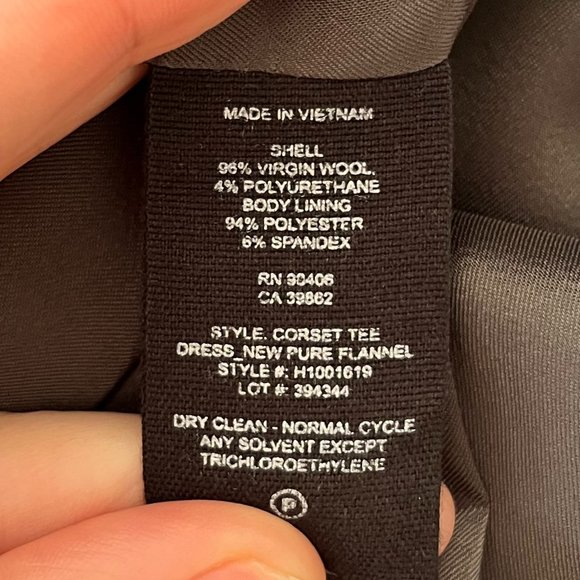 MADE IN VIETNAM
SHELL
96% VIRGIN WOOL,
4% POLYURETHANE
BODY LINING
94% POLYESTER
6% SPANDEX
RN 90406
CA 39862
STYLE. CORSET TEE
DRESS_NEW PURE FLANNEL
STYLE #: H1001619
LOT #: 394344
DRY CLEAN - NORMAL CYCLE
ANY SOLVENT EXCEPT
TRICHLOROETHYLENE
P